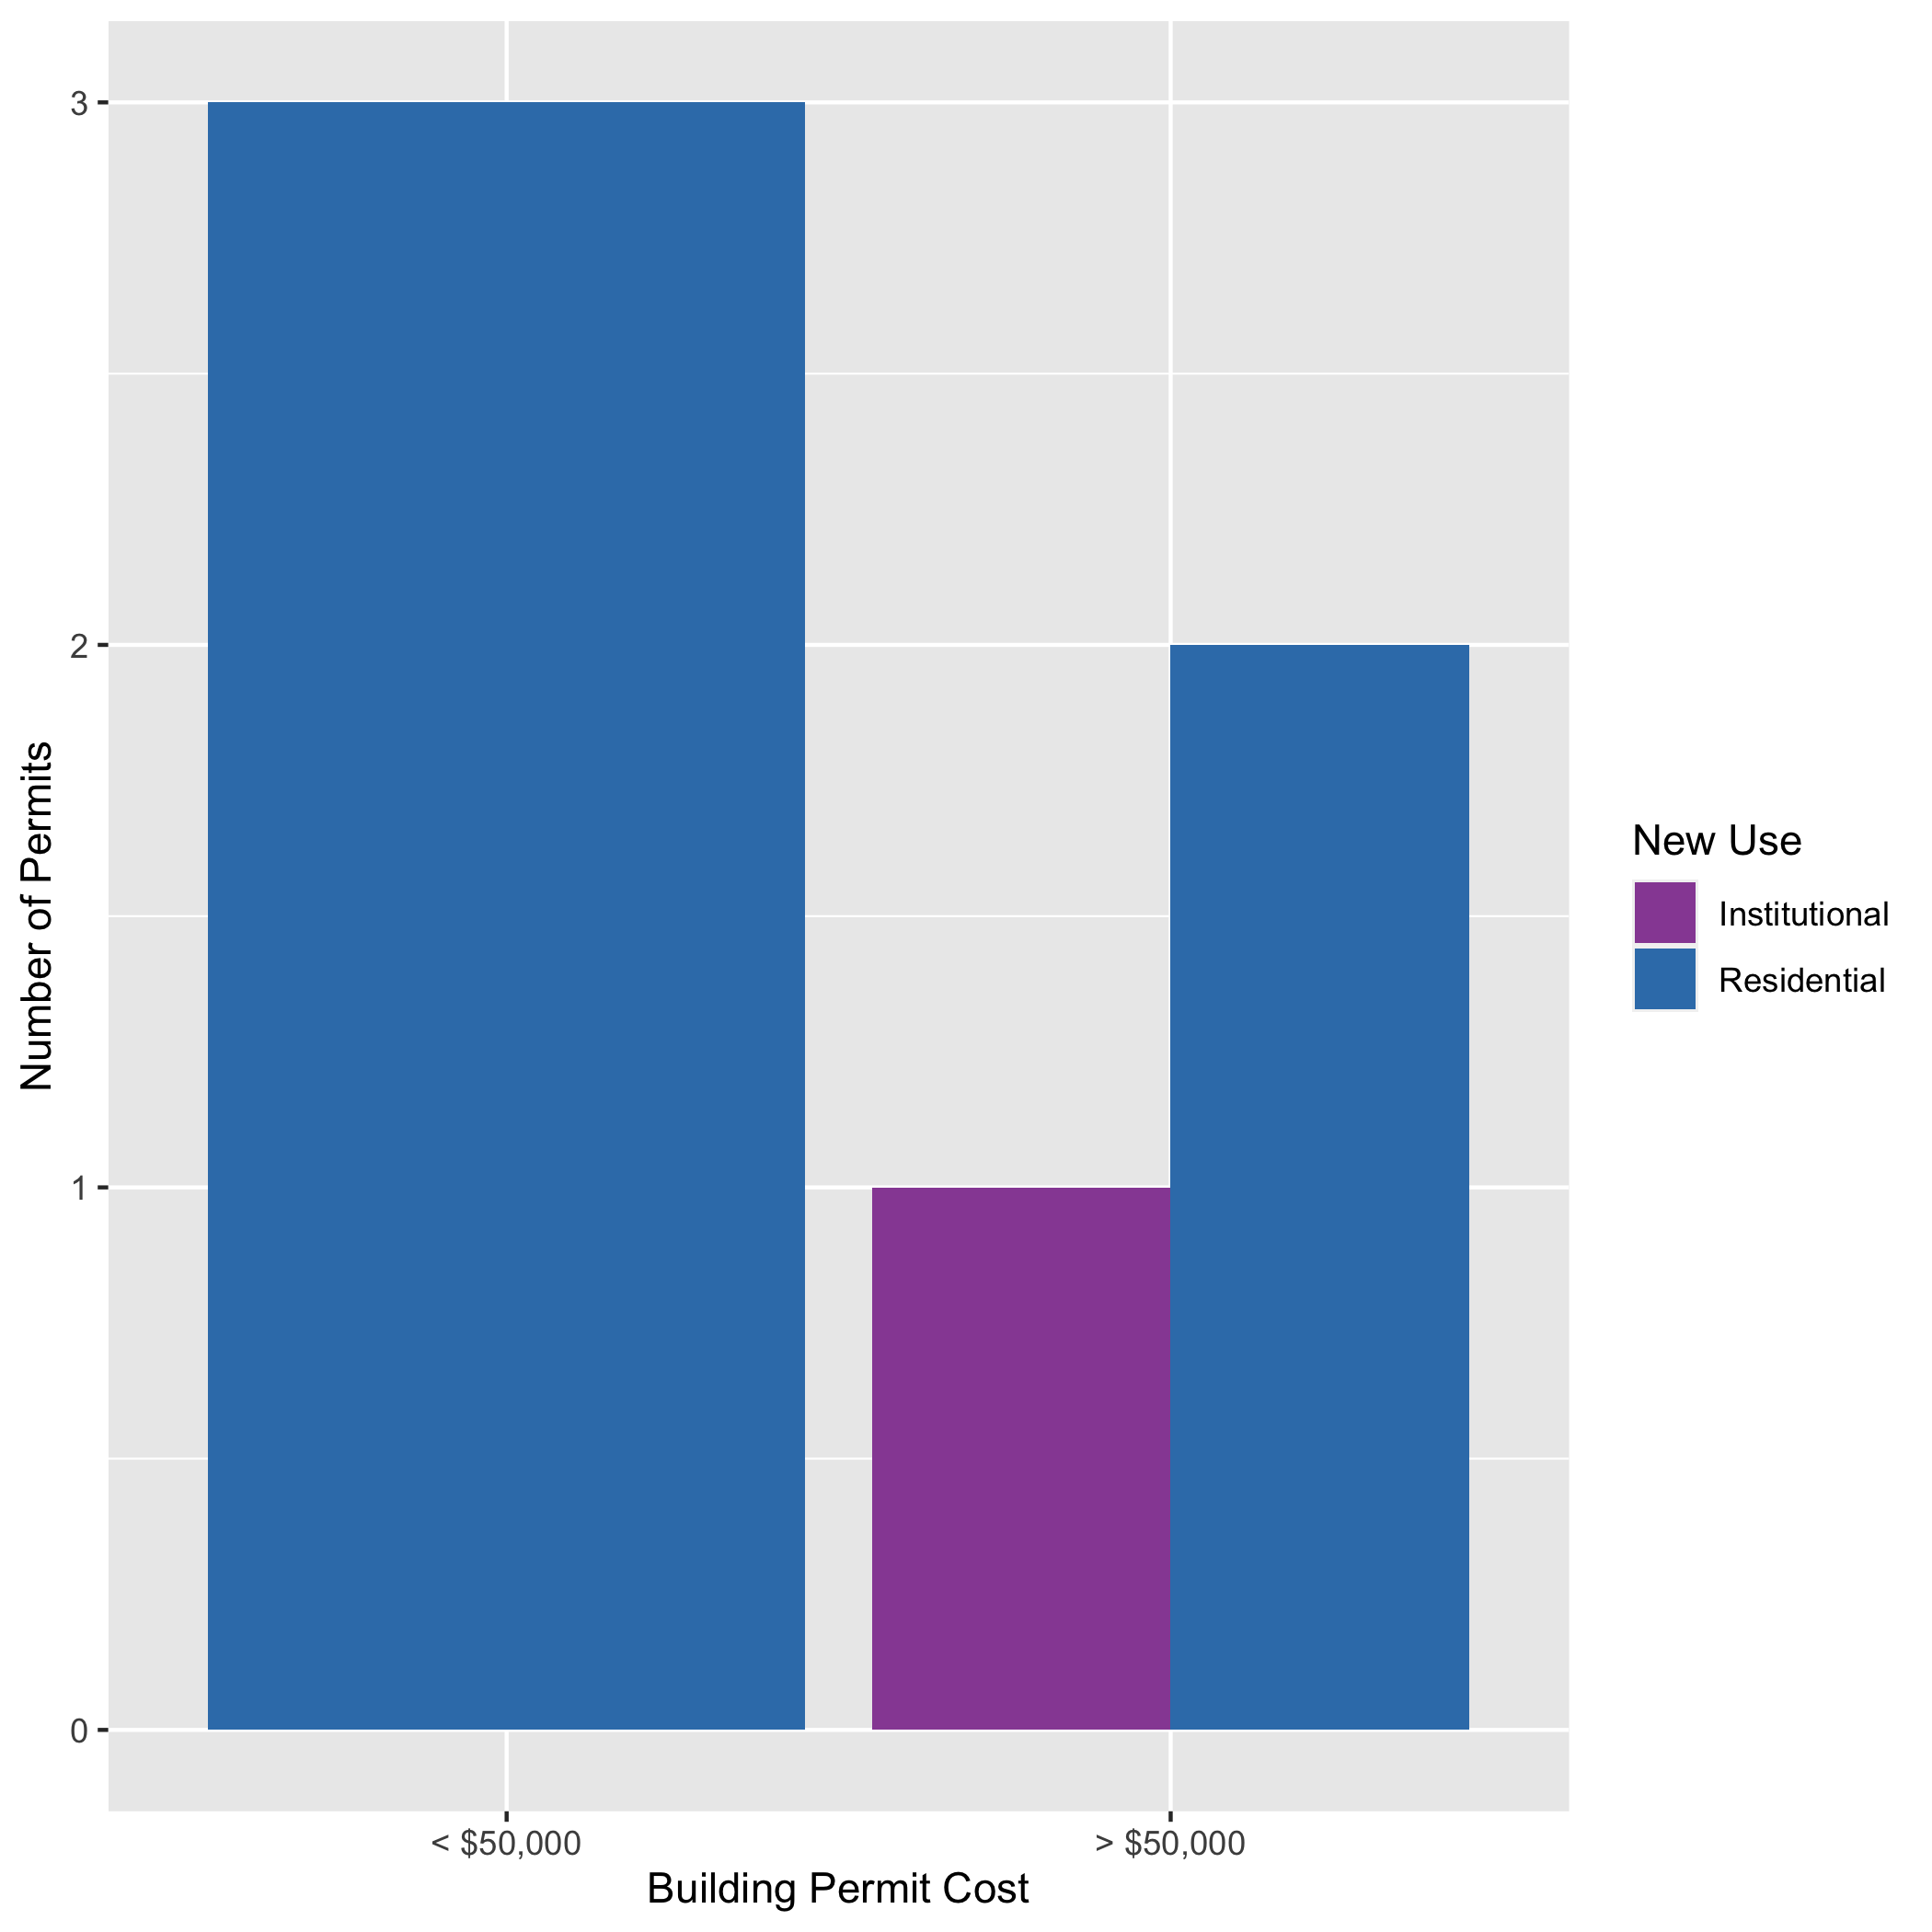 3
2
1
0
Number of Permits
< $50,000
> $50,000
Building Permit Cost
New Use
Institutional
Residential